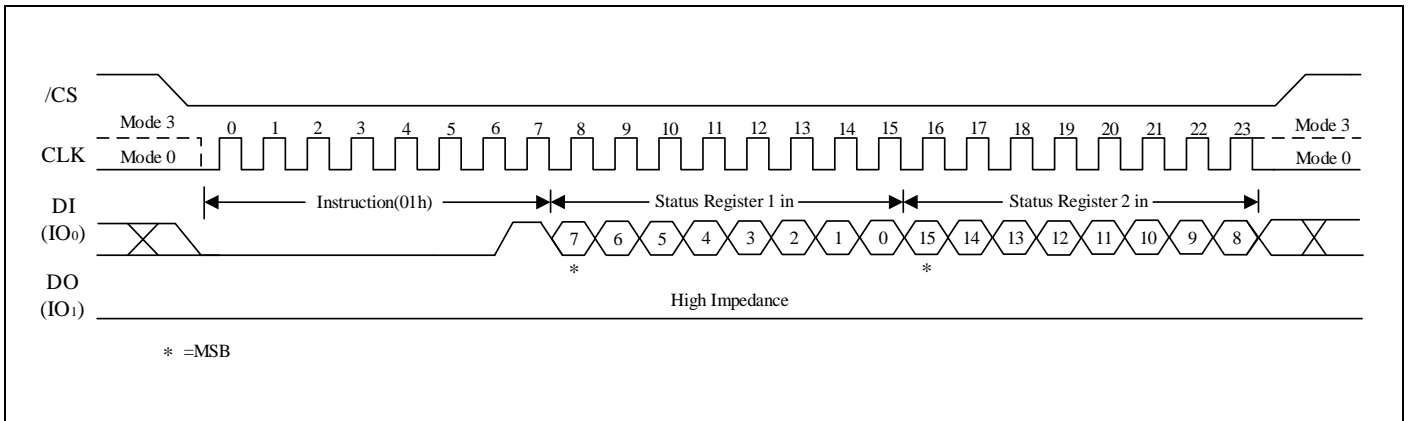 /CS
Mode 3
CLK
Mode 0
0 1 2 3 4 5 6 7 8 9 10 11 12 13 14 15 16 17 18 19 20 21 22 23
Mode 3
Mode 0
Instruction(01h)
Status Register 1 in
Status Register 2 in
DI
(IO0)
7 6 5 4 3 2 1 0 15 14 13 12 11 10 9 8
* *
DO
(IO1)
High Impedance
* =MSB